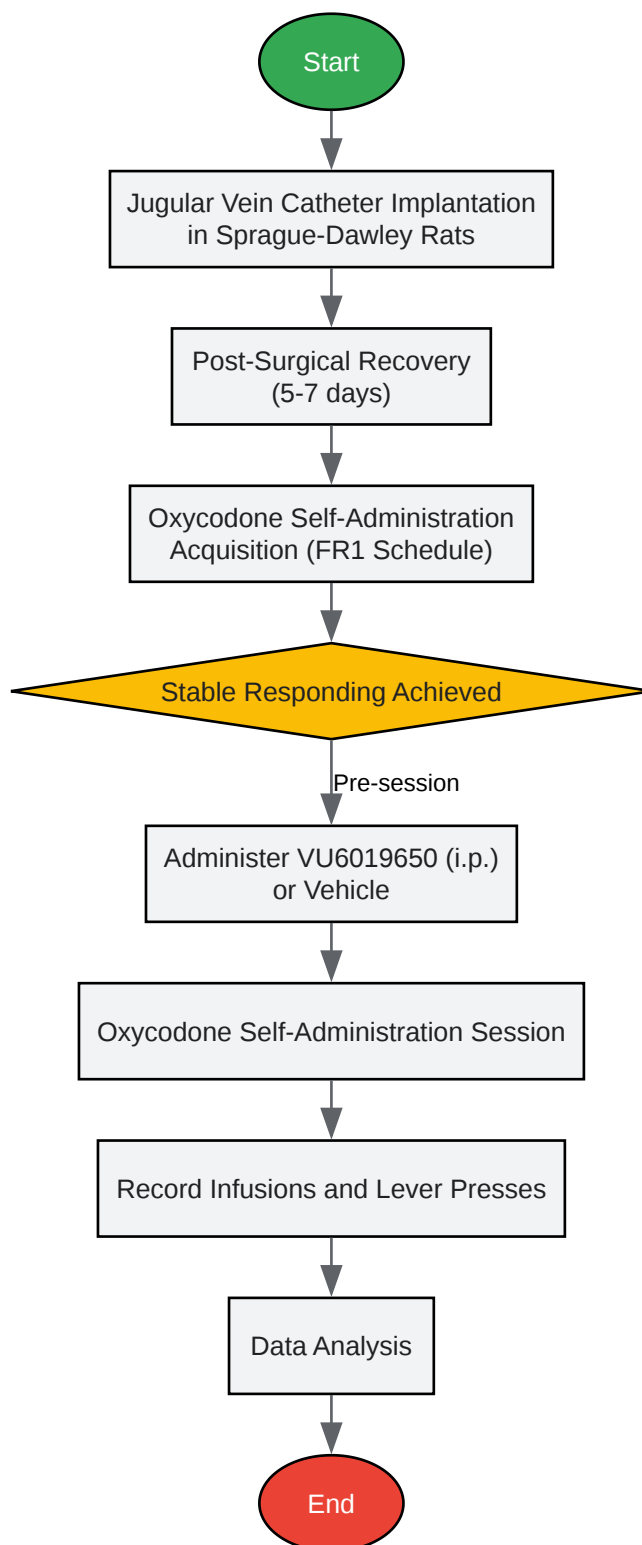 Start
Jugular Vein Catheter Implantation
in Sprague-Dawley Rats
Post-Surgical Recovery
(5-7 days)
Oxycodone Self-Administration
Acquisition (FR1 Schedule)
Stable Responding Achieved
Pre-session
Administer VU6019650 (i.p.)
or Vehicle
Oxycodone Self-Administration Session
Record Infusions and Lever Presses
Data Analysis
End